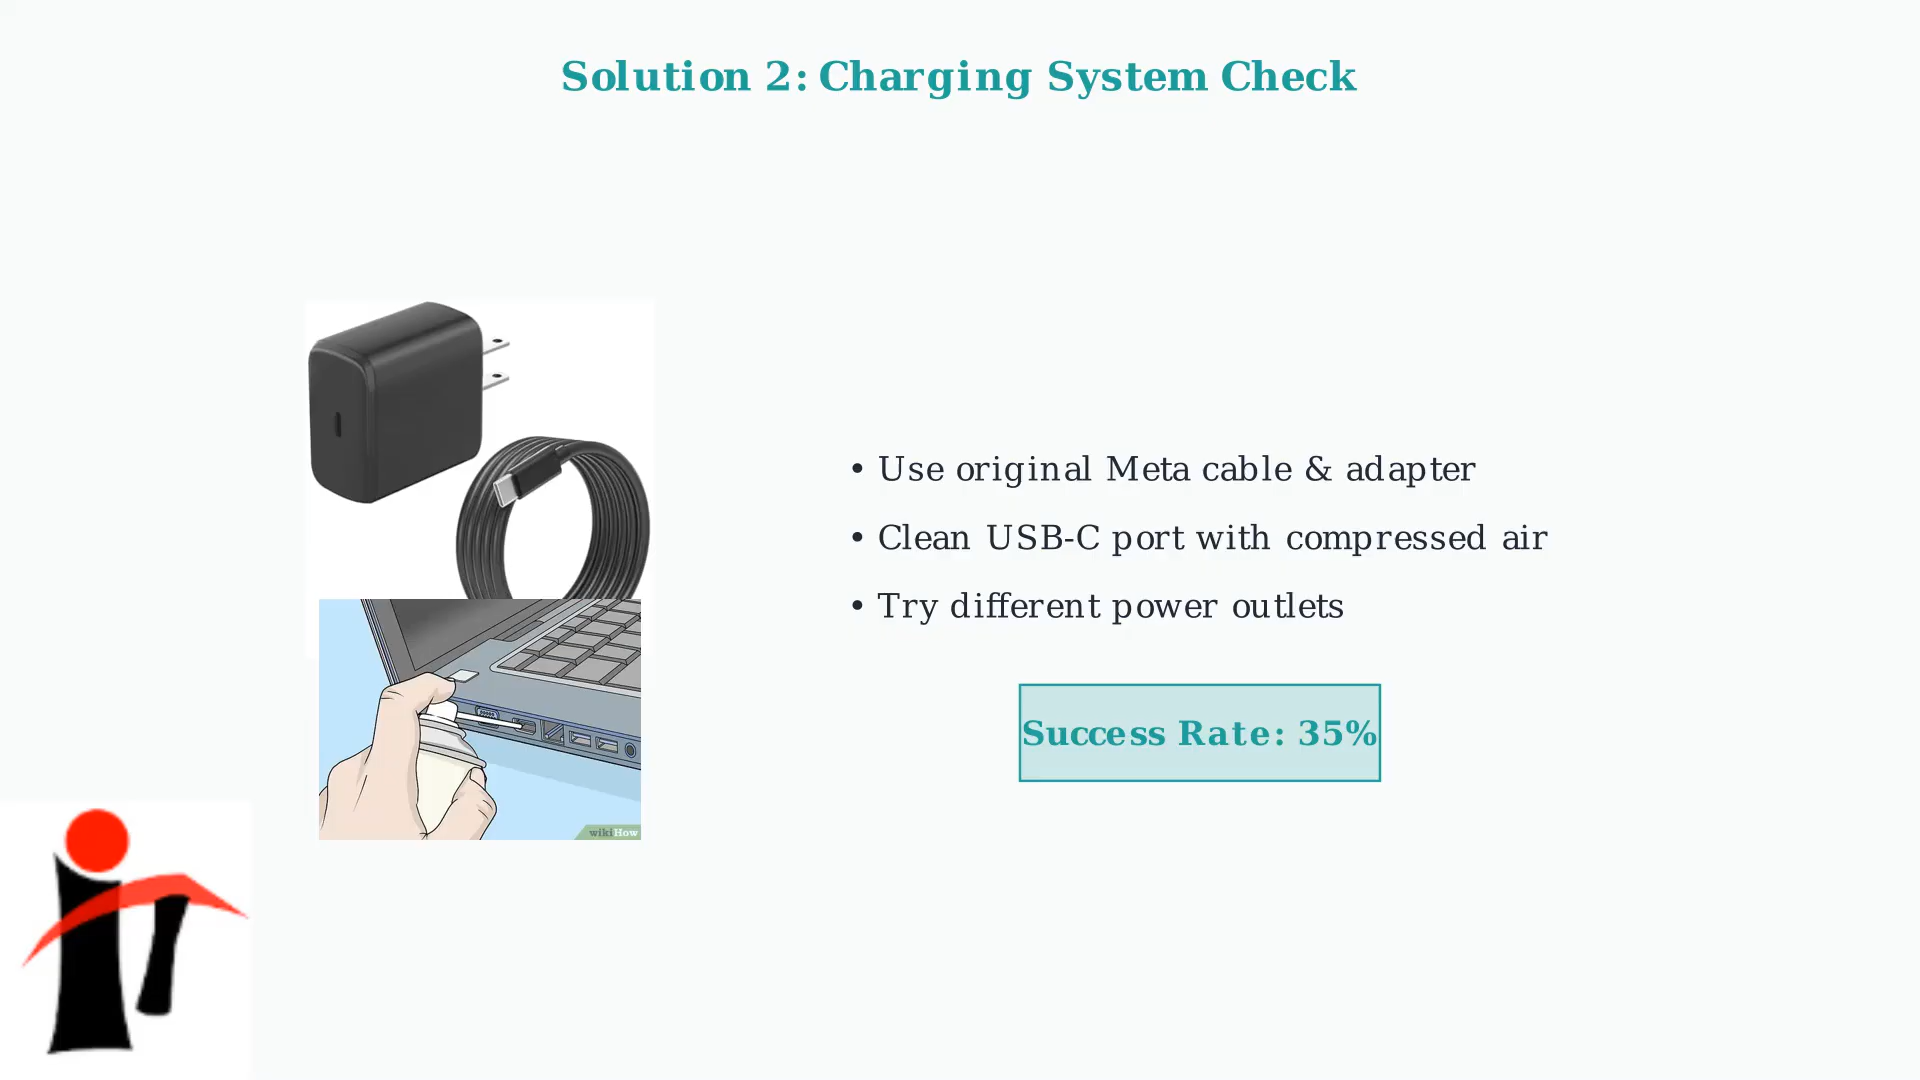 Solution 2: Charging System Check
• Use original Meta cable & adapter
• Clean USB-C port with compressed air
• Try different power outlets
Success Rate: 35%
wikiHow